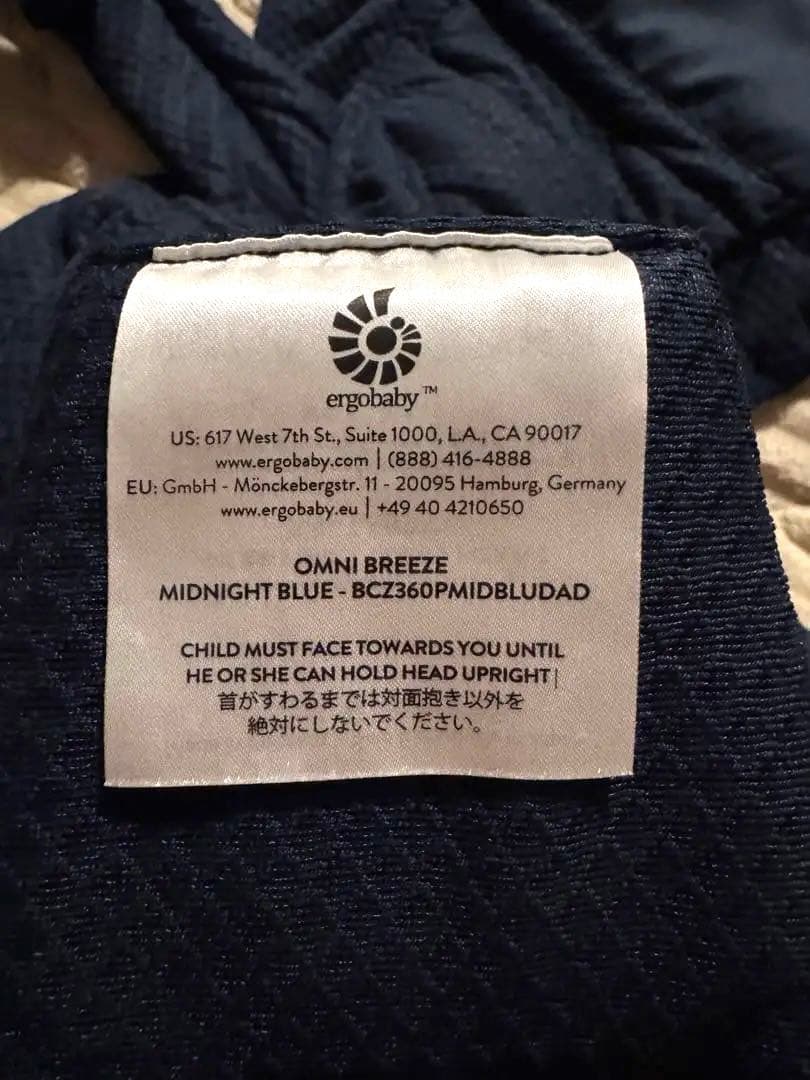 ergobaby™
US: 617 West 7th St., Suite 1000, L.A., CA 90017
www.ergobaby.com | (888) 416-4888
EU: GmbH - Mönckebergstr. 11 - 20095 Hamburg, Germany
www.ergobaby.eu | +49 40 4210650
OMNI BREEZE
MIDNIGHT BLUE - BCZ360PMIDBLUDAD
CHILD MUST FACE TOWARDS YOU UNTIL
HE OR SHE CAN HOLD HEAD UPRIGHT |
首がすわるまでは対面抱き以外を
絶対にしないでください。